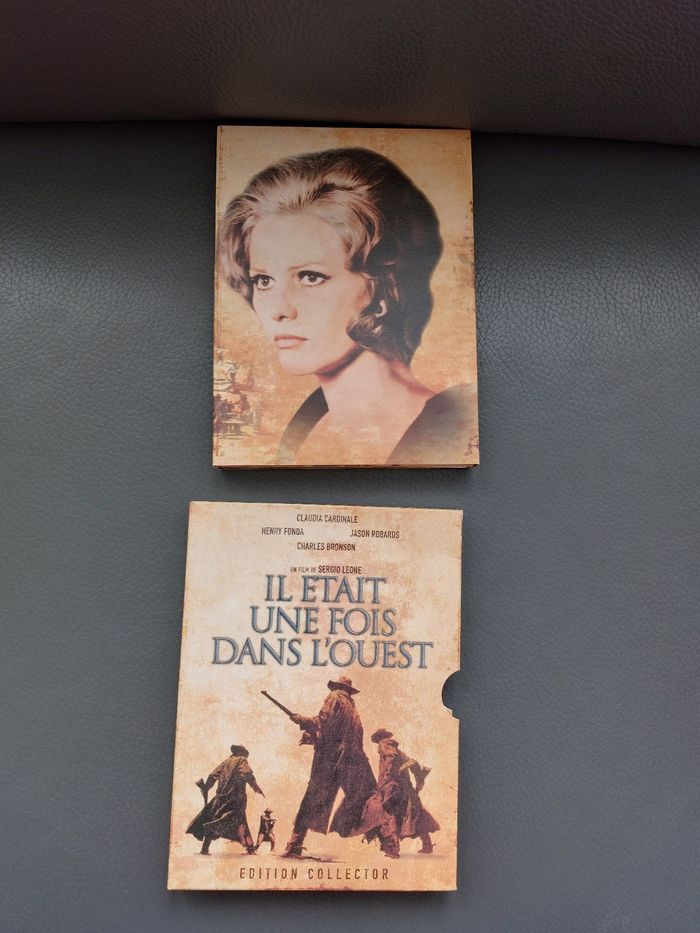 CLAUDIA CARDINALE
HENRY FONDA JASON ROBARDS
CHARLES BRONSON
UN FILM DE SERGIO LEONE
IL ETAIT
UNE FOIS
DANS L'OUEST
EDITION COLLECTOR